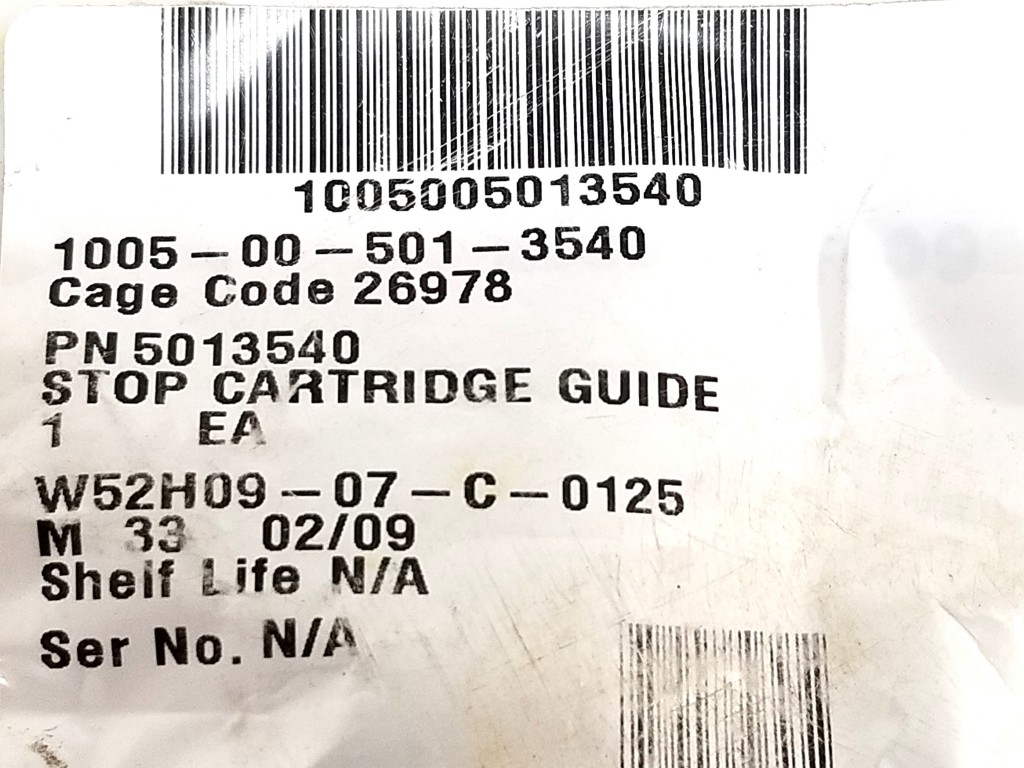 1005005013540
1005-00-501-3540
Cage Code 26978
PN 5013540
STOP CARTRIDGE GUIDE
1 EA
W52H09-07-C-0125
M 33 02/09
Shelf Life N/A
Ser No. N/A